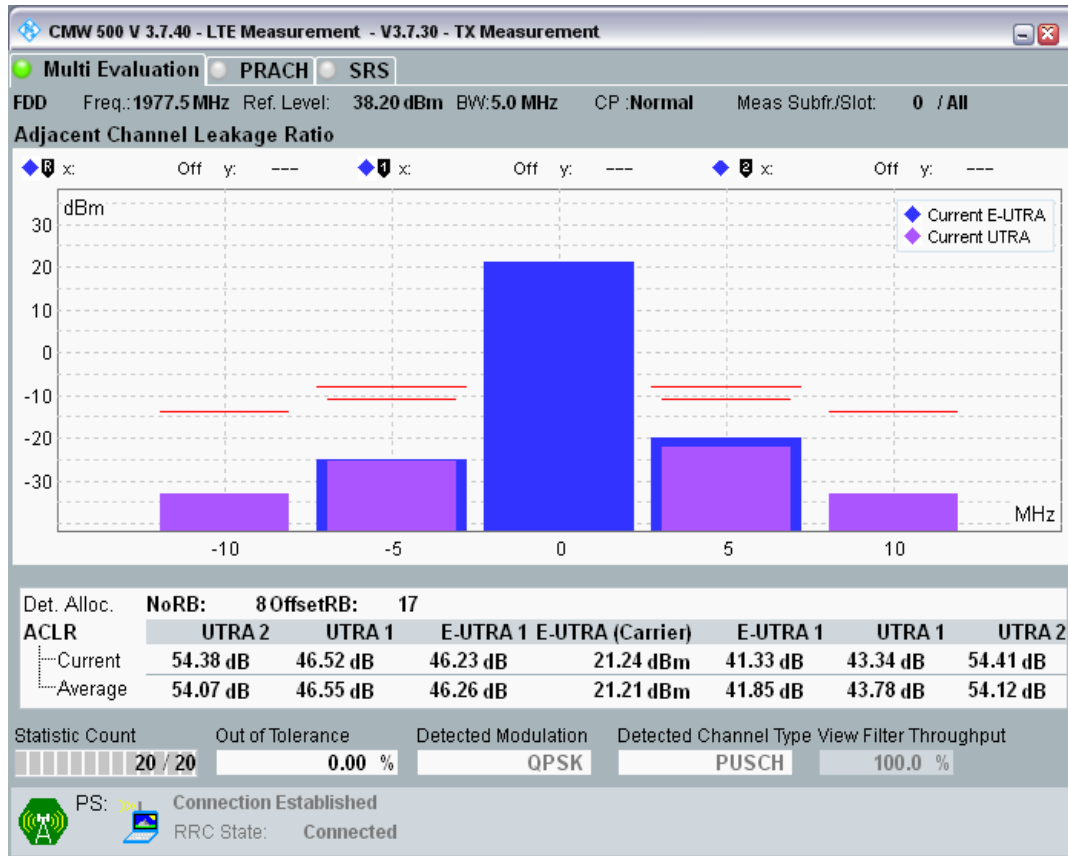 CMW 500 V 3.7.40 - LTE Measurement - V3.7.30 - TX Measurement
Multi Evaluation PRACH SRS
FDD Freq.:1977.5 MHz Ref. Level: 38.20 dBm BW:5.0 MHz CP :Normal Meas Subfr./Slot: 0 / All
Adjacent Channel Leakage Ratio
R x: Off y: --- 1 x: Off y: --- 2 x: Off y: ---
dBm
Current E-UTRA
Current UTRA
30
20
10
0
-10
-20
-30
MHz
-10 -5 0 5 10
Det. Alloc. NoRB: 8 OffsetRB: 17
ACLR UTRA 2 UTRA 1 E-UTRA 1 E-UTRA (Carrier) E-UTRA 1 UTRA 1 UTRA 2
Current 54.38 dB 46.52 dB 46.23 dB 21.24 dBm 41.33 dB 43.34 dB 54.41 dB
Average 54.07 dB 46.55 dB 46.26 dB 21.21 dBm 41.85 dB 43.78 dB 54.12 dB
Statistic Count Out of Tolerance Detected Modulation Detected Channel Type View Filter Throughput
20 / 20 0.00 % QPSK PUSCH 100.0 %
PS: Connection Established
RRC State: Connected